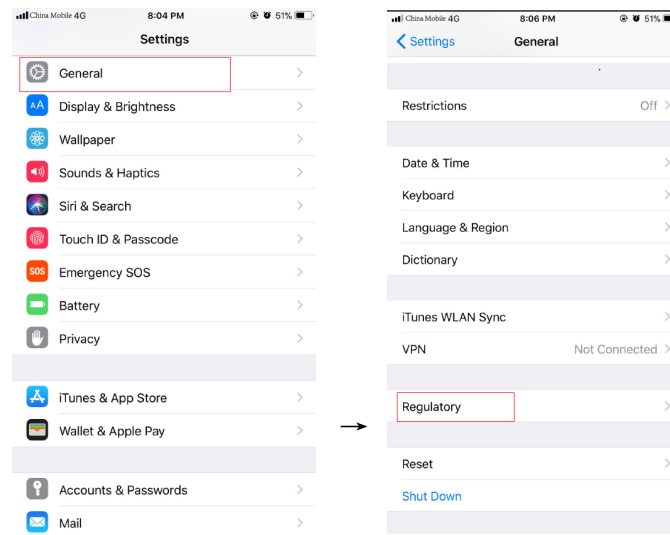 China Mobile 4G 8:04 PM 51%
Settings
General
AA Display & Brightness
Wallpaper
Sounds & Haptics
Siri & Search
Touch ID & Passcode
SOS Emergency SOS
Battery
Privacy
iTunes & App Store
Wallet & Apple Pay
Accounts & Passwords
Mail
China Mobile 4G 8:06 PM 51%
Settings General
Restrictions Off
Date & Time
Keyboard
Language & Region
Dictionary
iTunes WLAN Sync
VPN Not Connected
Regulatory
Reset
Shut Down